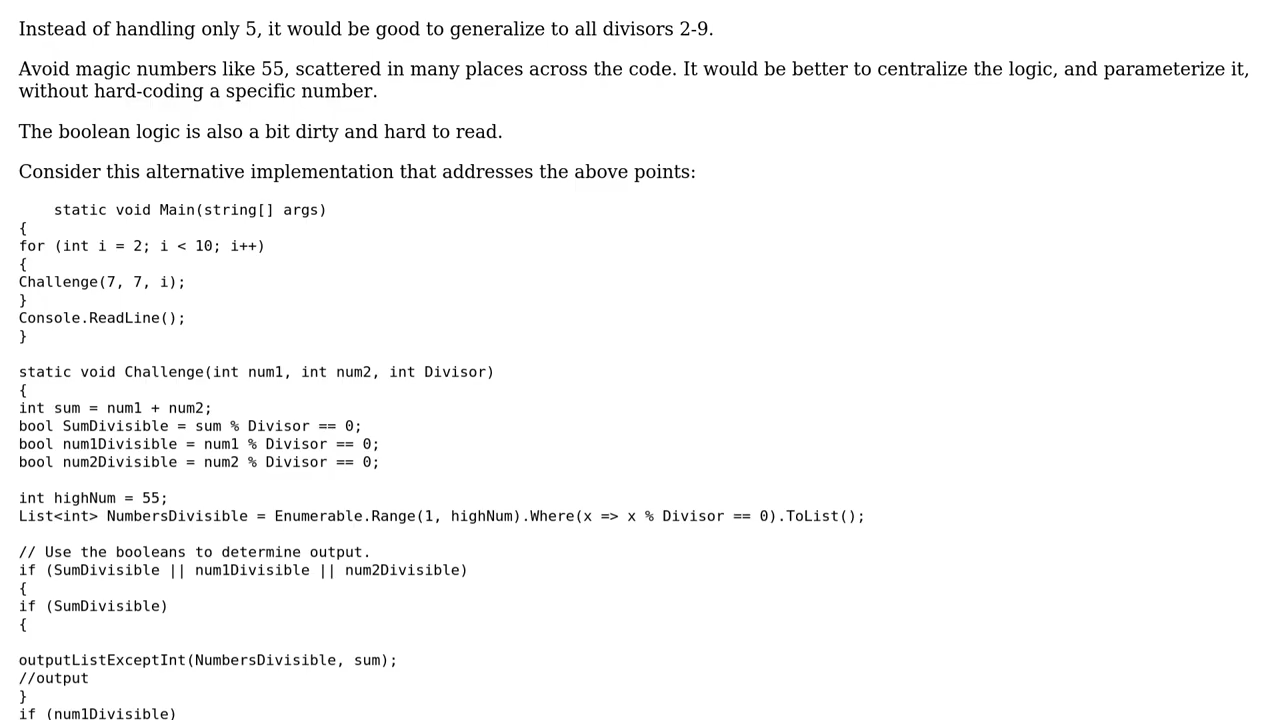 Instead of handling only 5, it would be good to generalize to all divisors 2-9.
Avoid magic numbers like 55, scattered in many places across the code. It would be better to centralize the logic, and parameterize it,
without hard-coding a specific number.
The boolean logic is also a bit dirty and hard to read.
Consider this alternative implementation that addresses the above points:
static void Main(string[] args)
{
for (int i = 2; i < 10; i++)
{
Challenge(7, 7, i);
}
Console.ReadLine();
}
static void Challenge(int num1, int num2, int Divisor)
{
int sum = num1 + num2;
bool SumDivisible = sum % Divisor == 0;
bool num1Divisible = num1 % Divisor == 0;
bool num2Divisible = num2 % Divisor == 0;
int highNum = 55;
List<int> NumbersDivisible = Enumerable.Range(1, highNum).Where(x => x % Divisor == 0).ToList();
// Use the booleans to determine output.
if (SumDivisible || num1Divisible || num2Divisible)
{
if (SumDivisible)
{
outputListExceptInt(NumbersDivisible, sum);
//output
}
if (num1Divisible)